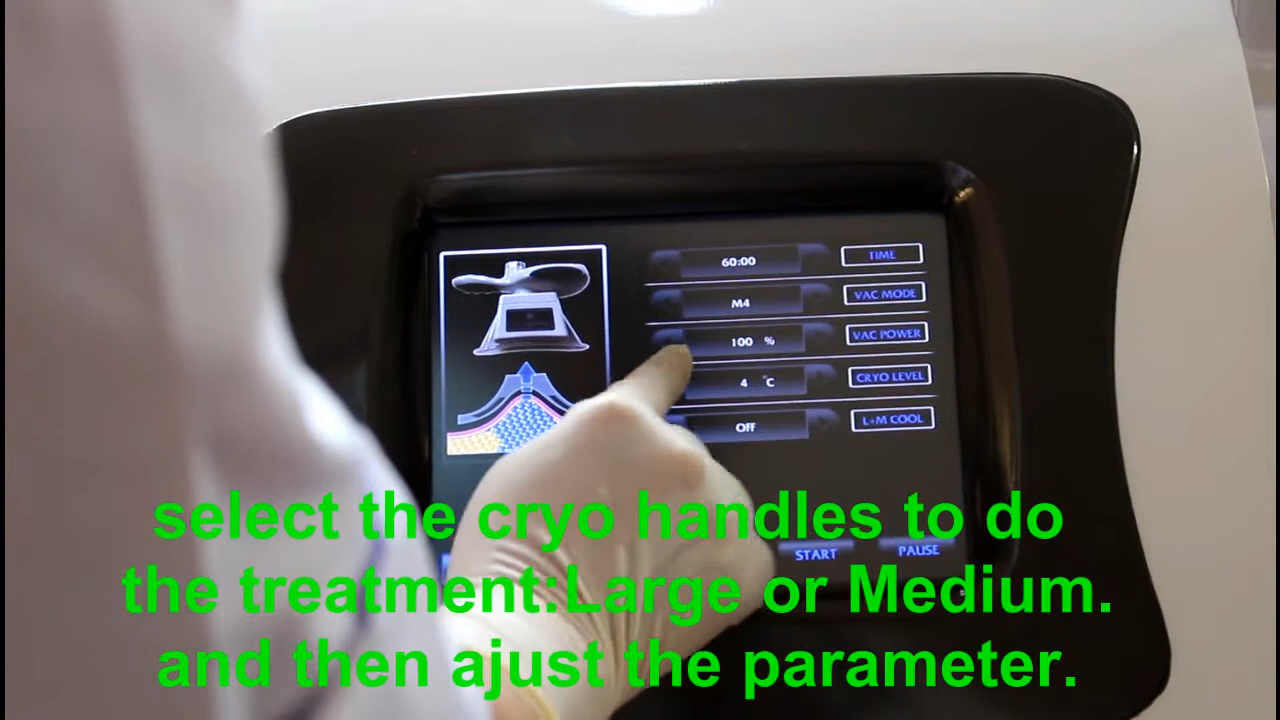 60:00 TIME
M4 VAC MODE
100 % VAC POWER
4 °C CRYO LEVEL
OFF L+M COOL
START PAUSE
select the cryo handles to do
the treatment:Large or Medium.
and then ajust the parameter.